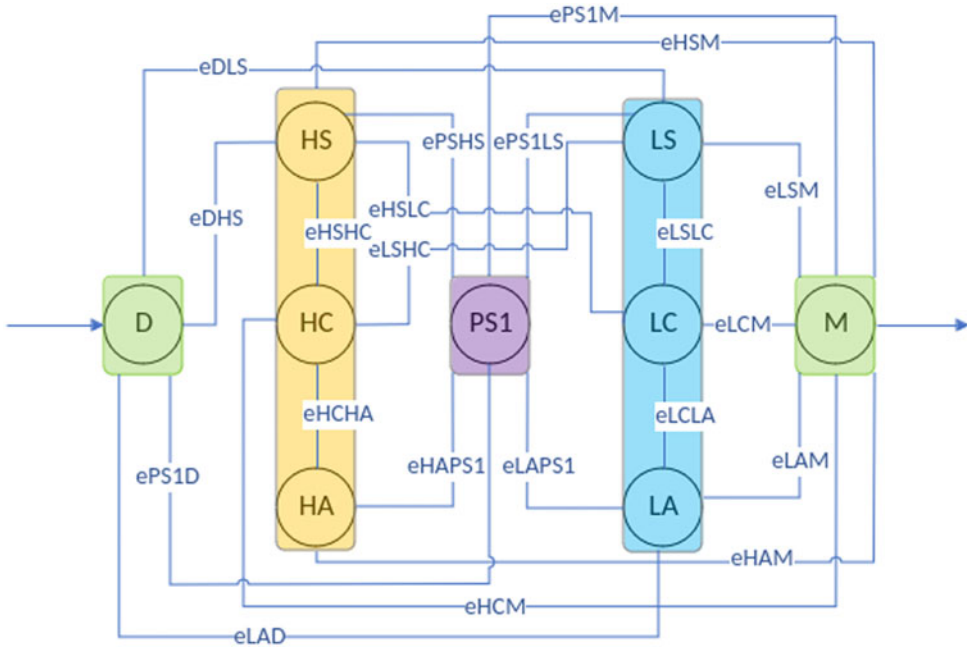 ePS1M
eHSM
eDLS
HS
ePSHS
ePS1LS
LS
eLSM
eHSLC
eDHS
eHSHC
eLSLC
eLSHC
D
HC
PS1
LC
eLCM
M
eHCHA
eLCLA
eHAPS1
eLAPS1
eLAM
ePS1D
HA
LA
eHAM
eHCM
eLAD